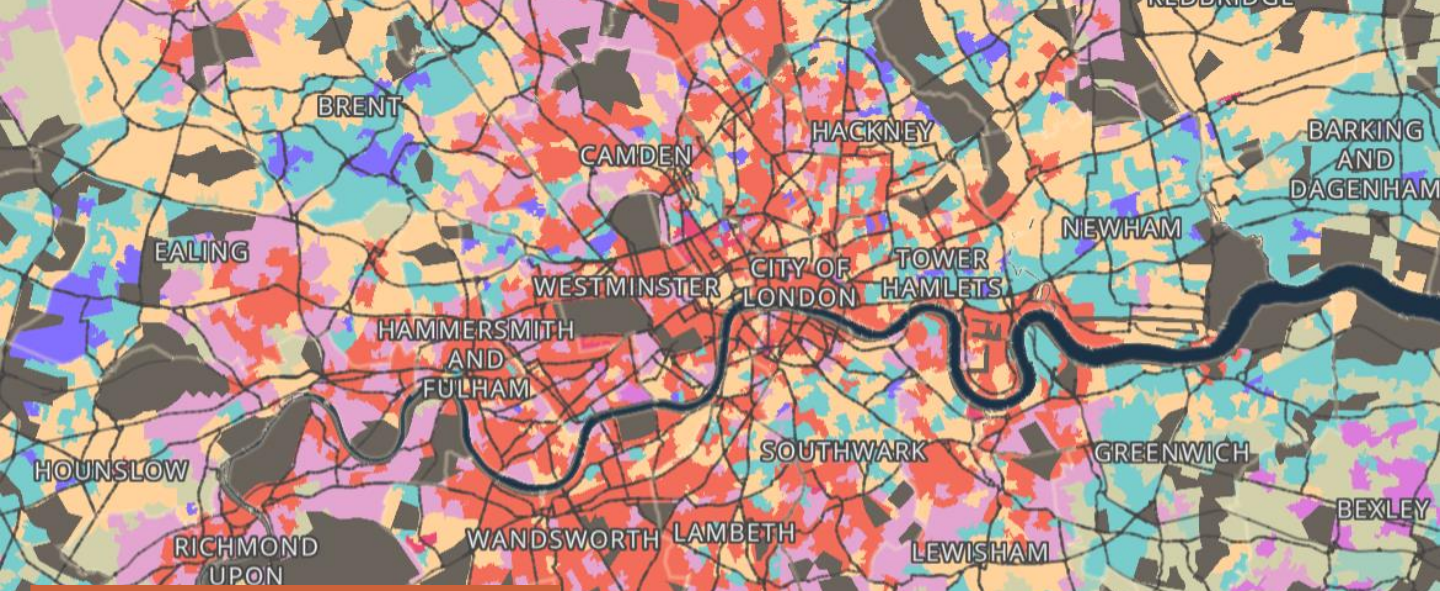 REDBRIDGE
BRENT
HACKNEY
BARKING
AND
DAGENHAM
CAMDEN
NEWHAM
EALING
TOWER
HAMLETS
CITY OF
LONDON
WESTMINSTER
HAMMERSMITH
AND
FULHAM
SOUTHWARK
GREENWICH
HOUNSLOW
BEXLEY
WANDSWORTH
LAMBETH
RICHMOND
UPON
LEWISHAM